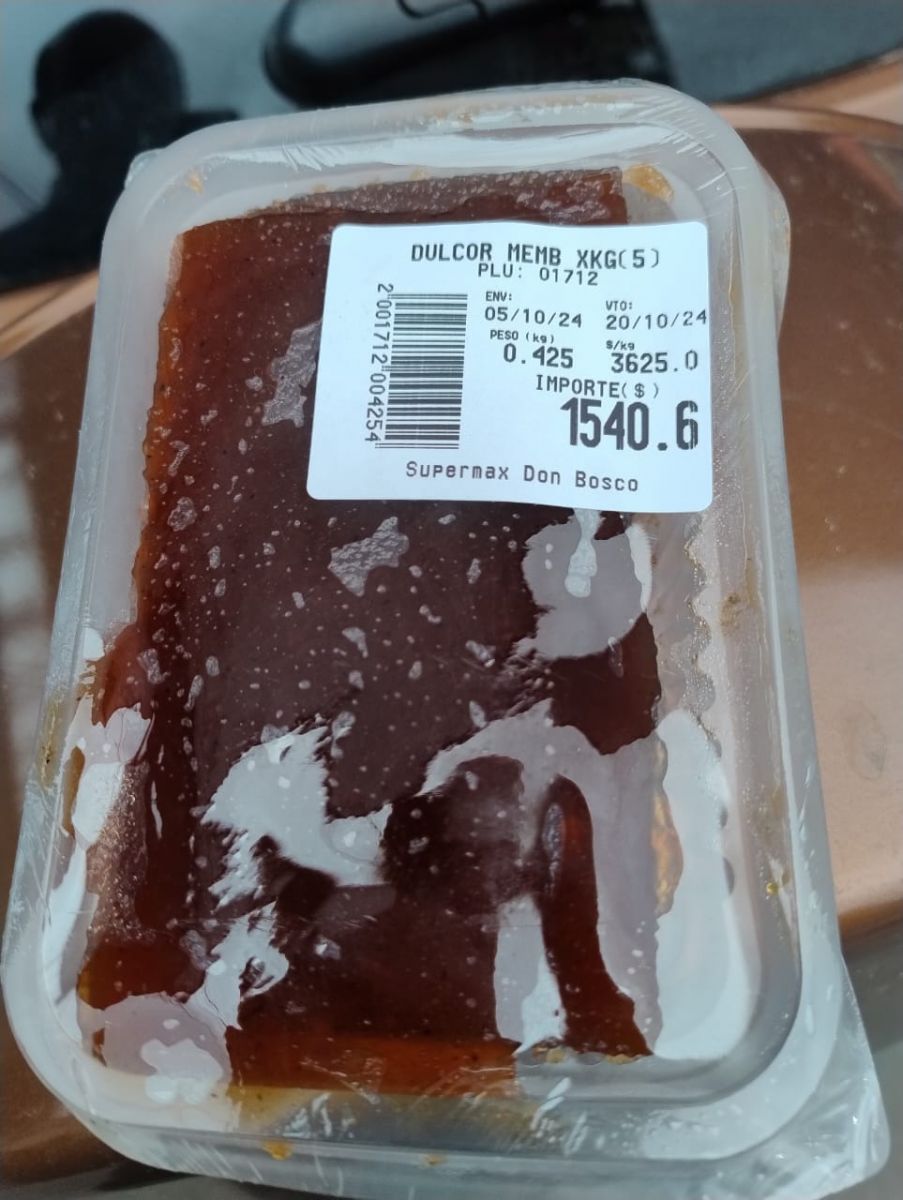 DULCOR MEMB XKG(5)
PLU: 01712
ENV: VTO:
05/10/24 20/10/24
PESO (kg) $/kg
0.425 3625.0
IMPORTE($)
1540.6
2 001712 004254
Supermax Don Bosco